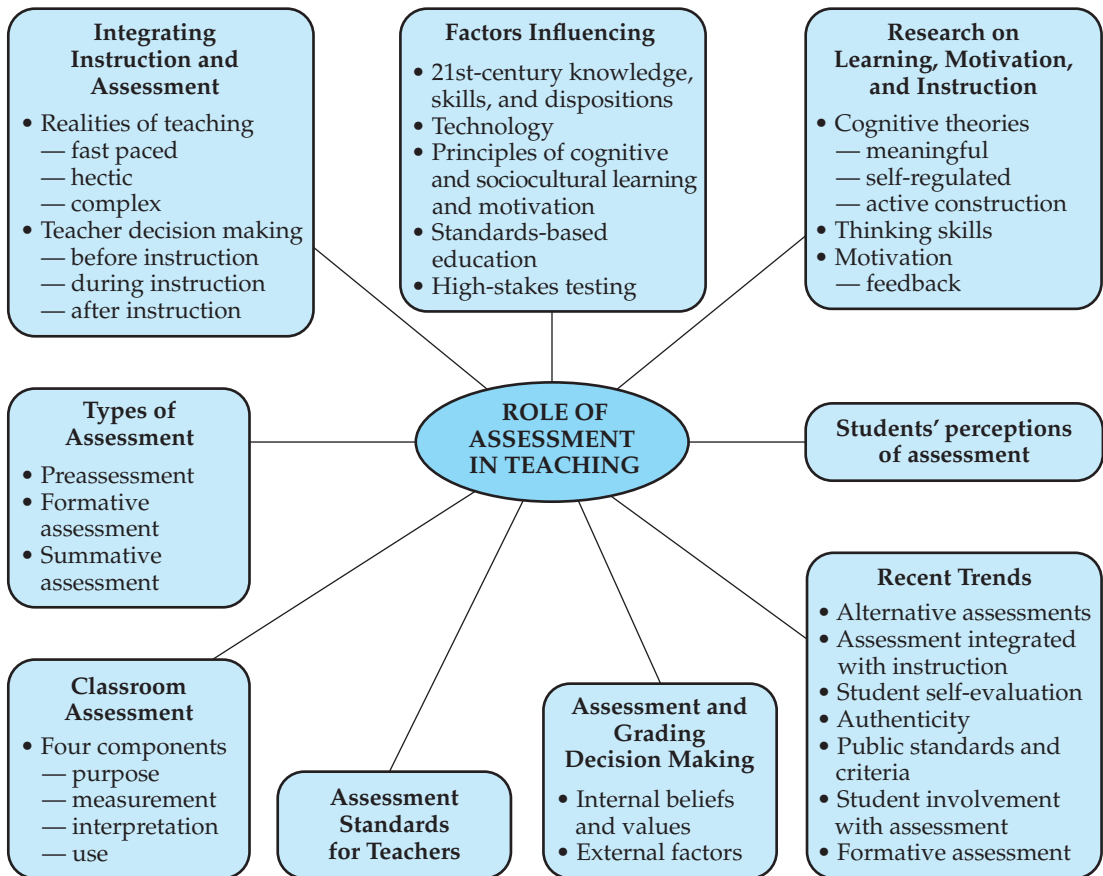 Integrating
Instruction and
Assessment
• Realities of teaching
— fast paced
— hectic
— complex
• Teacher decision making
— before instruction
— during instruction
— after instruction
Factors Influencing
• 21st-century knowledge,
skills, and dispositions
• Technology
• Principles of cognitive
and sociocultural learning
and motivation
• Standards-based
education
• High-stakes testing
Research on
Learning, Motivation,
and Instruction
• Cognitive theories
— meaningful
— self-regulated
— active construction
• Thinking skills
• Motivation
— feedback
Types of
Assessment
• Preassessment
• Formative
assessment
• Summative
assessment
ROLE OF
ASSESSMENT
IN TEACHING
Students’ perceptions
of assessment
Classroom
Assessment
• Four components
— purpose
— measurement
— interpretation
— use
Assessment
Standards
for Teachers
Assessment and
Grading
Decision Making
• Internal beliefs
and values
• External factors
Recent Trends
• Alternative assessments
• Assessment integrated
with instruction
• Student self-evaluation
• Authenticity
• Public standards and
criteria
• Student involvement
with assessment
• Formative assessment